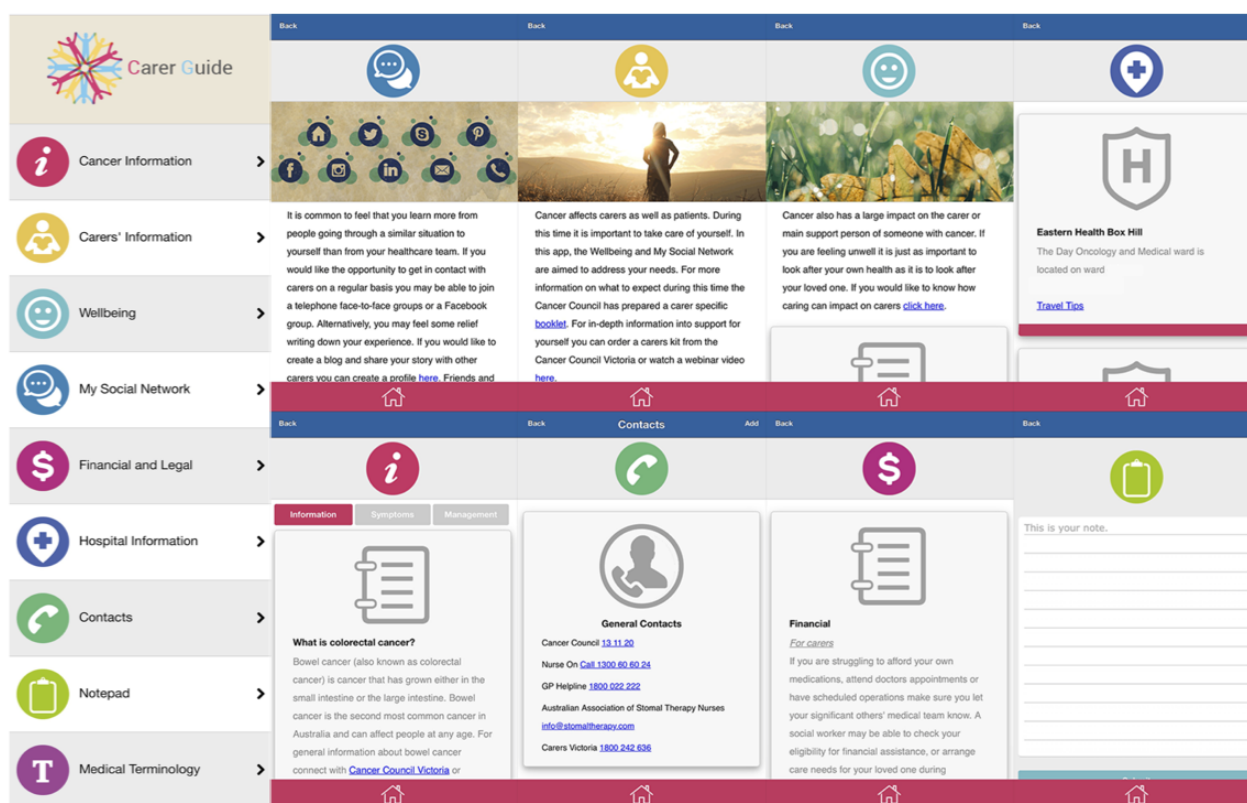 Carer Guide
Cancer Information
Carers' Information
Wellbeing
My Social Network
Financial and Legal
Hospital Information
Contacts
Notepad
T
Medical Terminology
Back
It is common to feel that you learn more from
people going through a similar situation to
yourself than from your healthcare team. If you
would like the opportunity to get in contact with
carers on a regular basis you may be able to join
a telephone face-to-face groups or a Facebook
group. Alternatively, you may feel some relief
writing down your experience. If you would like to
create a blog and share your story with other
carers you can create a profile here. Friends and
Back
Cancer affects carers as well as patients. During
this time it is important to take care of yourself. In
this app, the Wellbeing and My Social Network
are aimed to address your needs. For more
information on what to expect during this time the
Cancer Council has prepared a carer specific
booklet. For in-depth information into support for
yourself you can order a carers kit from the
Cancer Council Victoria or watch a webinar video
here.
Back
Cancer also has a large impact on the carer or
main support person of someone with cancer. If
you are feeling unwell it is just as important to
look after your own health as it is to look after
your loved one. If you would like to know how
caring can impact on carers click here.
Back
H
Eastern Health Box Hill
The Day Oncology and Medical ward is
located on ward
Travel Tips
Back
Information Symptoms Management
What is colorectal cancer?
Bowel cancer (also known as colorectal
cancer) is cancer that has grown either in the
small intestine or the large intestine. Bowel
cancer is the second most common cancer in
Australia and can affect people at any age. For
general information about bowel cancer
connect with Cancer Council Victoria or
Back Contacts Add
General Contacts
Cancer Council 13 11 20
Nurse On Call 1300 60 60 24
GP Helpline 1800 022 222
Australian Association of Stomal Therapy Nurses
info@stomaltherapy.com
Carers Victoria 1800 242 636
Back
Financial
For carers
If you are struggling to afford your own
medications, attend doctors appointments or
have scheduled operations make sure you let
your significant others' medical team know. A
social worker may be able to check your
eligibility for financial assistance, or arrange
care needs for your loved one during
Back
This is your note.